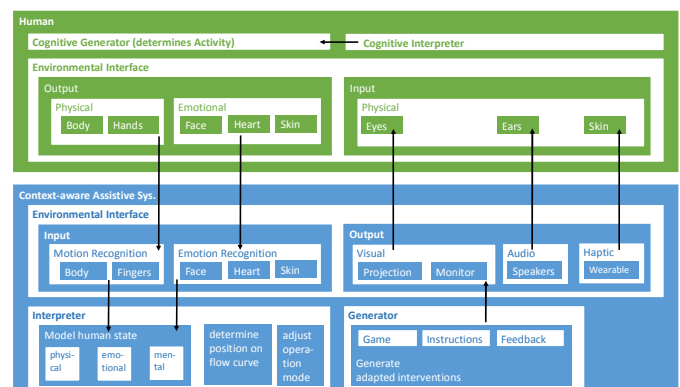 Human
Cognitive Generator (determines Activity)
Cognitive Interpreter
Environmental Interface
Output
Physical
Body
Hands
Emotional
Face
Heart
Skin
Input
Physical
Eyes
Ears
Skin
Context-aware Assistive Sys.
Environmental Interface
Input
Motion Recognition
Body
Fingers
Emotion Recognition
Face
Heart
Skin
Output
Visual
Projection
Monitor
Audio
Speakers
Haptic
Wearable
Interpreter
Model human state
physi-
cal
emo-
tional
men-
tal
determine
position on
flow curve
adjust
opera-
tion
mode
Generator
Game
Instructions
Feedback
Generate
adapted interventions